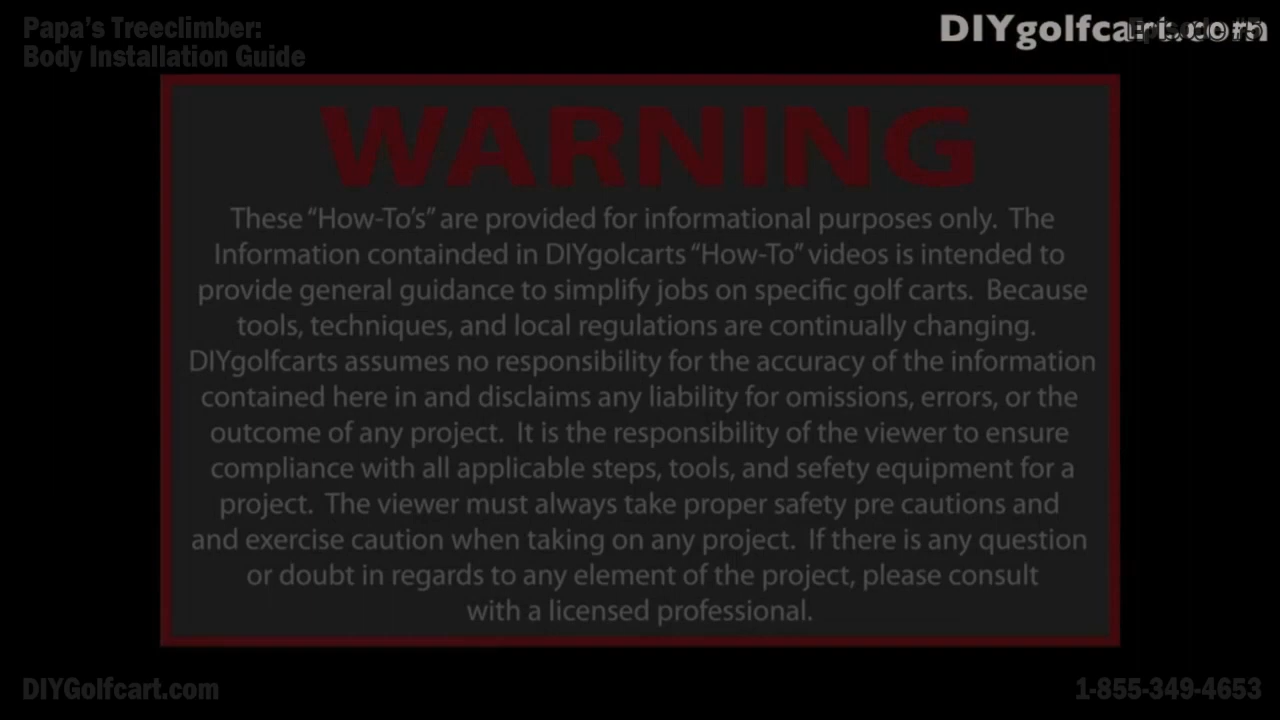 Papa's Treeclimber:
Body Installation Guide
DIYgolfcart.com
Episode #5
WARNING
These “How-To’s” are provided for informational purposes only. The
Information containded in DIYgolcarts “How-To” videos is intended to
provide general guidance to simplify jobs on specific golf carts. Because
tools, techniques, and local regulations are continually changing.
DIYgolfcarts assumes no responsibility for the accuracy of the information
contained here in and disclaims any liability for omissions, errors, or the
outcome of any project. It is the responsibility of the viewer to ensure
compliance with all applicable steps, tools, and sefety equipment for a
project. The viewer must always take proper safety pre cautions and
and exercise caution when taking on any project. If there is any question
or doubt in regards to any element of the project, please consult
with a licensed professional.
DIYGolfcart.com
1-855-349-4653